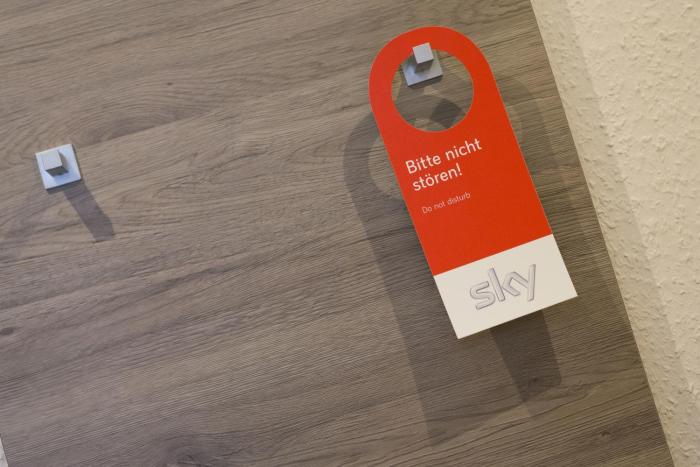 Bitte nicht
stören!
Do not disturb
sky